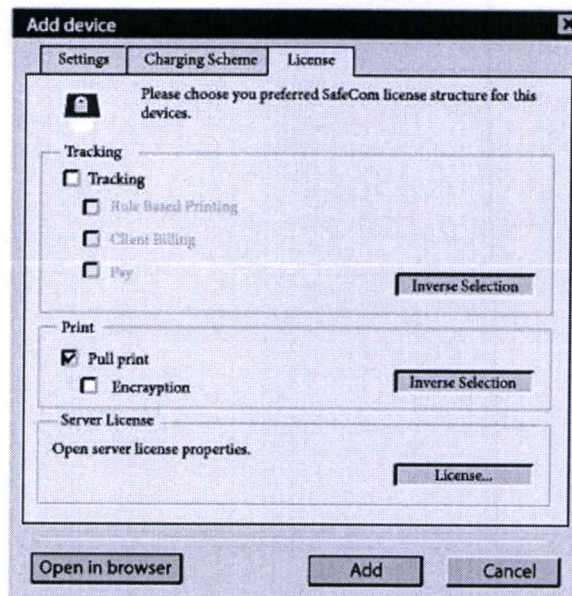 Add device
Settings Charging Scheme License
Please choose you preferred SafeCom license structure for this
devices.
Tracking
Tracking
Rule Based Printing
Client Billing
Pay
Inverse Selection
Print
Pull print
Encrayption
Inverse Selection
Server License
Open server license properties.
License...
Open in browser Add Cancel